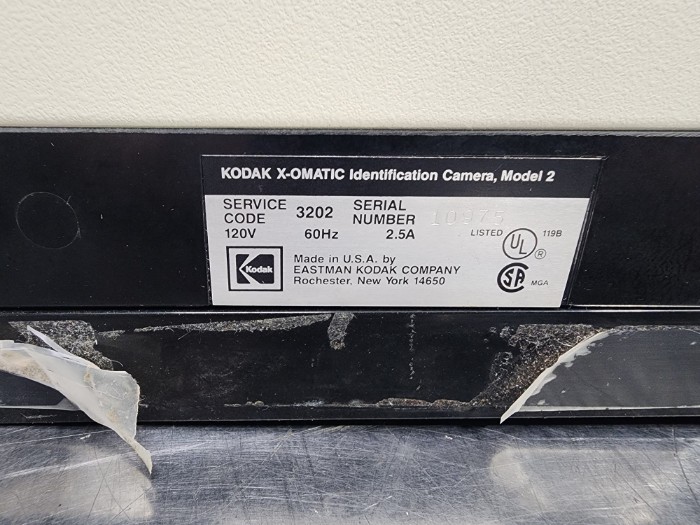 KODAK X-OMATIC Identification Camera, Model 2
SERVICE CODE 3202 SERIAL NUMBER 10975
120V 60Hz 2.5A LISTED UL ® 119B
Kodak
Made in U.S.A. by
EASTMAN KODAK COMPANY
Rochester, New York 14650
SA MGA